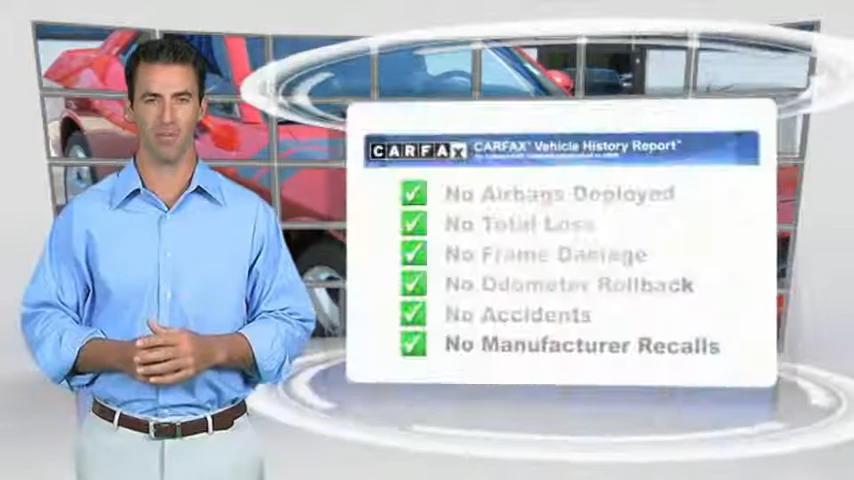 CARFAX CARFAX® Vehicle History Report™
No Airbags Deployed
No Total Loss
No Frame Damage
No Odometer Rollback
No Accidents
No Manufacturer Recalls